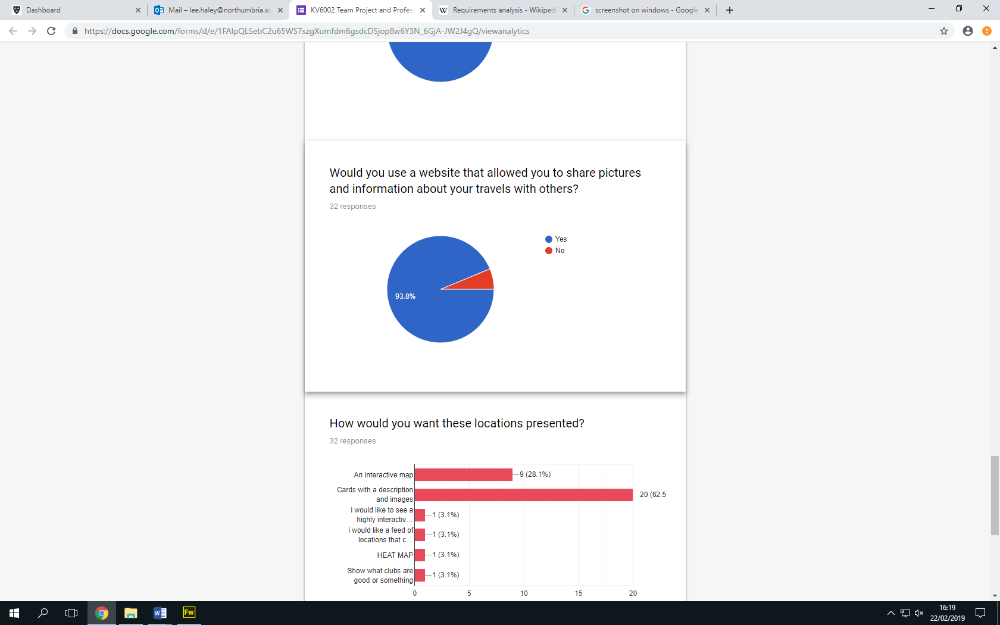 Dashboard
Mail – lee.haley@northumbria.ac.
KV6002 Team Project and Profess
Requirements analysis - Wikipedi
screenshot on windows - Google
https://docs.google.com/forms/d/e/1FAIpQLSebC2u65WS7szgXumfdm6gsdcDSjop8w6Y3N_6GjA-JW2J4gQ/viewanalytics
Would you use a website that allowed you to share pictures
and information about your travels with others?
32 responses
Yes
No
93.8%
How would you want these locations presented?
32 responses
An interactive map
9 (28.1%)
Cards with a description
and images
20 (62.5
i would like to see a
highly interactiv...
1 (3.1%)
i would like a feed of
locations that c...
1 (3.1%)
HEAT MAP
1 (3.1%)
Show what clubs are
good or something
1 (3.1%)
0 5 10 15 20
Fw
16:19
22/02/2019